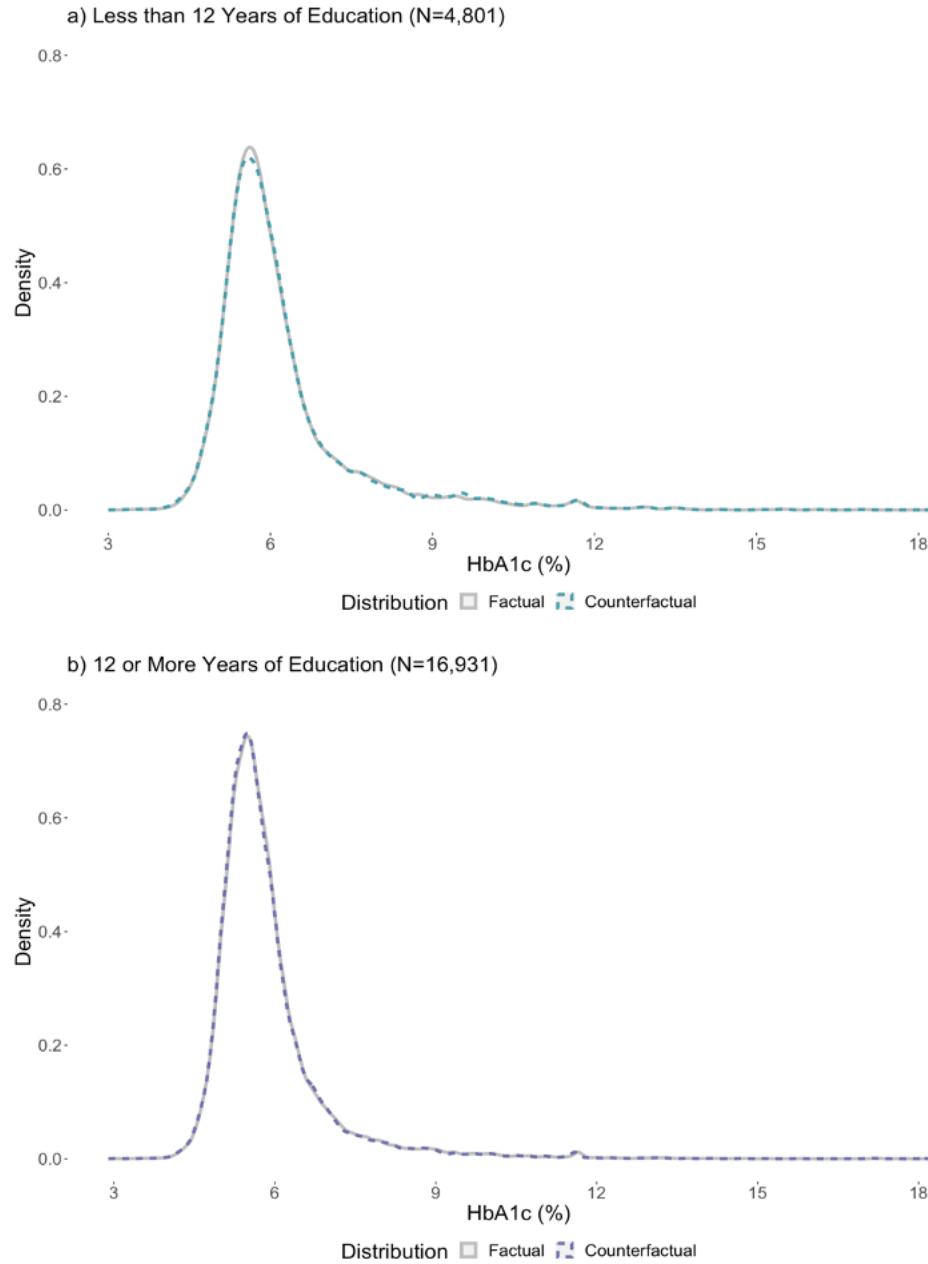 a) Less than 12 Years of Education (N=4,801)
0.8
0.6
0.4
0.2
0.0
Density
3 6 9 12 15 18
HbA1c (%)
Distribution Factual Counterfactual
b) 12 or More Years of Education (N=16,931)
0.8
0.6
0.4
0.2
0.0
Density
3 6 9 12 15 18
HbA1c (%)
Distribution Factual Counterfactual